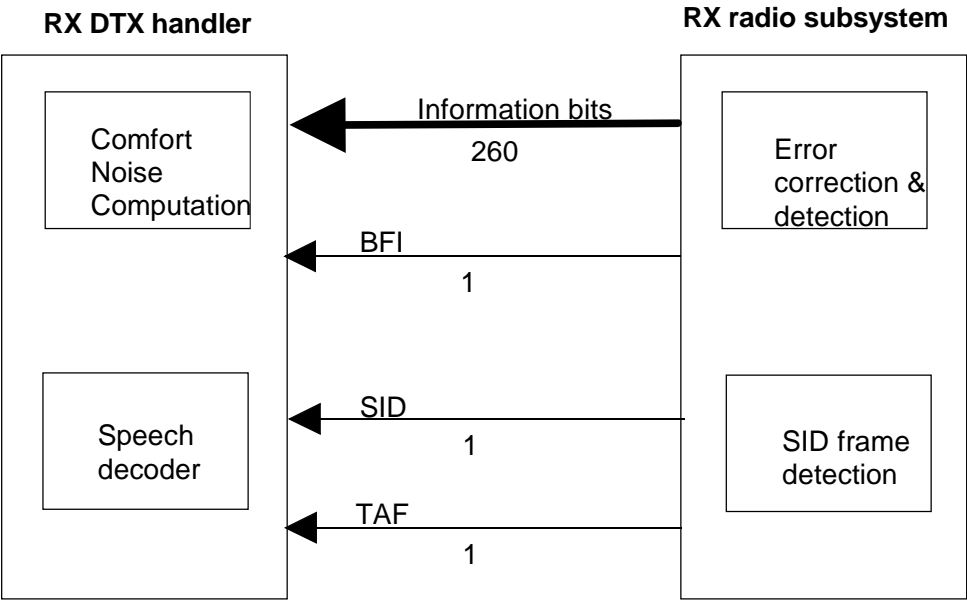 RX DTX handler
RX radio subsystem
Comfort
Noise
Computation
Information bits
260
Error
correction &
detection
BFI
1
SID
1
Speech
decoder
SID frame
detection
TAF
1